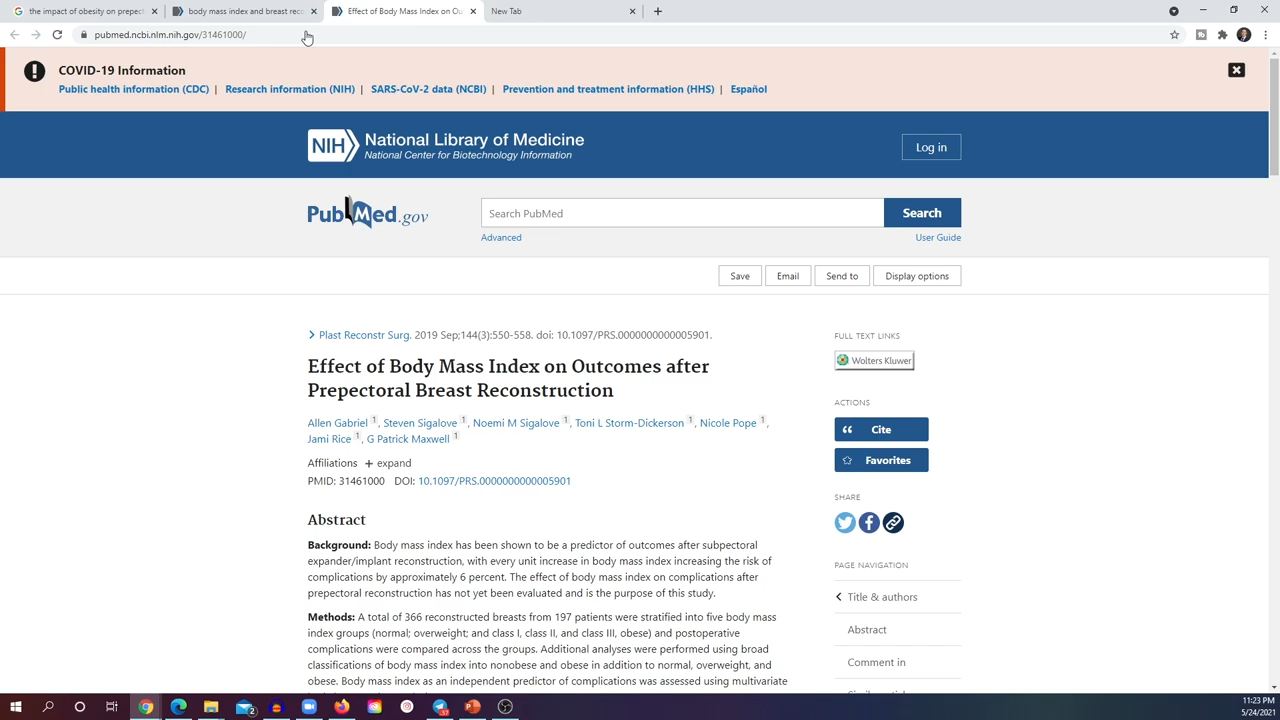 the impact of obesity on prepect
body mass index and breast reco
Effect of Body Mass Index on Ou
New Tab
pubmed.ncbi.nlm.nih.gov/31461000/
COVID-19 Information
Public health information (CDC) | Research information (NIH) | SARS-CoV-2 data (NCBI) | Prevention and treatment information (HHS) | Español
NIH National Library of Medicine
National Center for Biotechnology Information
Log in
PubMed.gov
Search PubMed
Search
Advanced
User Guide
Save
Email
Send to
Display options
Plast Reconstr Surg. 2019 Sep;144(3):550-558. doi: 10.1097/PRS.0000000000005901.
Effect of Body Mass Index on Outcomes after
Prepectoral Breast Reconstruction
Allen Gabriel 1, Steven Sigalove 1, Noemi M Sigalove 1, Toni L Storm-Dickerson 1, Nicole Pope 1,
Jami Rice 1, G Patrick Maxwell 1
Affiliations + expand
PMID: 31461000 DOI: 10.1097/PRS.0000000000005901
Abstract
Background: Body mass index has been shown to be a predictor of outcomes after subpectoral
expander/implant reconstruction, with every unit increase in body mass index increasing the risk of
complications by approximately 6 percent. The effect of body mass index on complications after
prepectoral reconstruction has not yet been evaluated and is the purpose of this study.
Methods: A total of 366 reconstructed breasts from 197 patients were stratified into five body mass
index groups (normal; overweight; and class I, class II, and class III, obese) and postoperative
complications were compared across the groups. Additional analyses were performed using broad
classifications of body mass index into nonobese and obese in addition to normal, overweight, and
obese. Body mass index as an independent predictor of complications was assessed using multivariate
FULL TEXT LINKS
Wolters Kluwer
ACTIONS
Cite
Favorites
SHARE
PAGE NAVIGATION
Title & authors
Abstract
Comment in
11:23 PM
5/24/2021